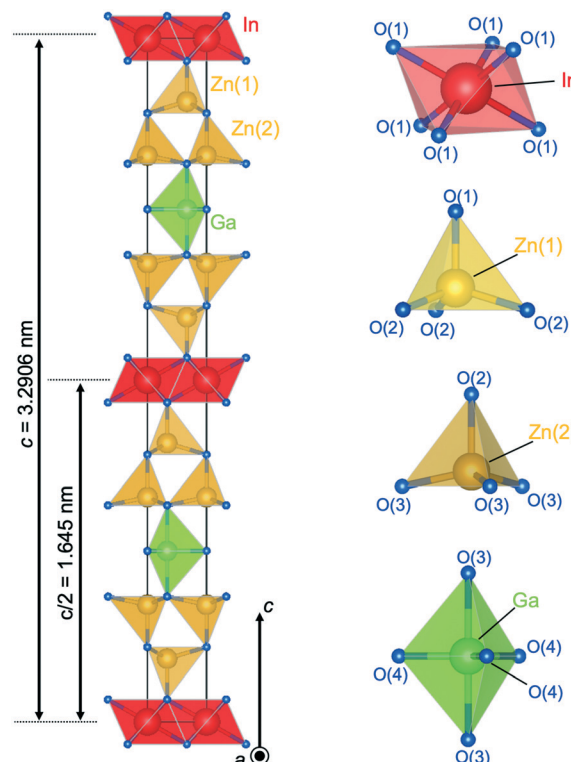 In
Zn(1)
Zn(2)
Ga
c = 3.2906 nm
c/2 = 1.645 nm
c
a
O(1)
O(1)
O(1)
In
O(1)
O(1)
O(1)
O(1)
Zn(1)
O(2)
O(2)
O(2)
O(2)
Zn(2
O(3)
O(3)
O(3)
O(3)
Ga
O(4)
O(4)
O(4)
O(3)